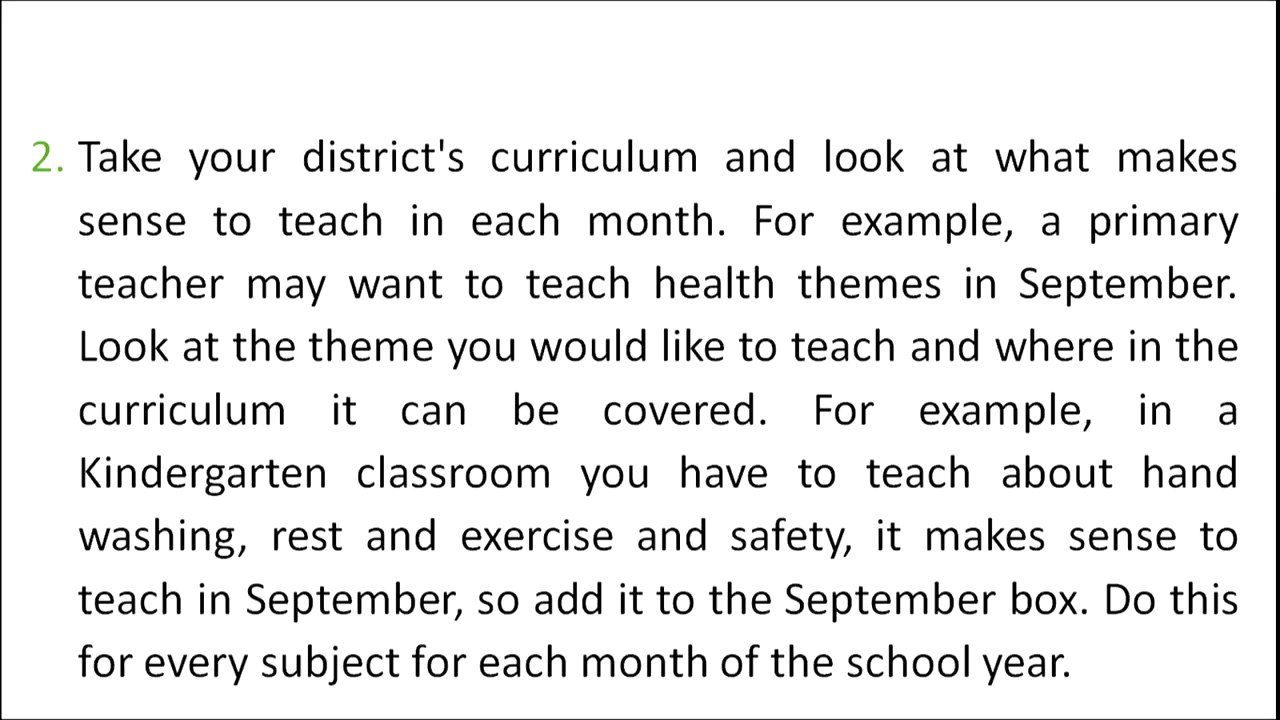 2. Take your district's curriculum and look at what makes
sense to teach in each month. For example, a primary
teacher may want to teach health themes in September.
Look at the theme you would like to teach and where in the
curriculum it can be covered. For example, in a
Kindergarten classroom you have to teach about hand
washing, rest and exercise and safety, it makes sense to
teach in September, so add it to the September box. Do this
for every subject for each month of the school year.